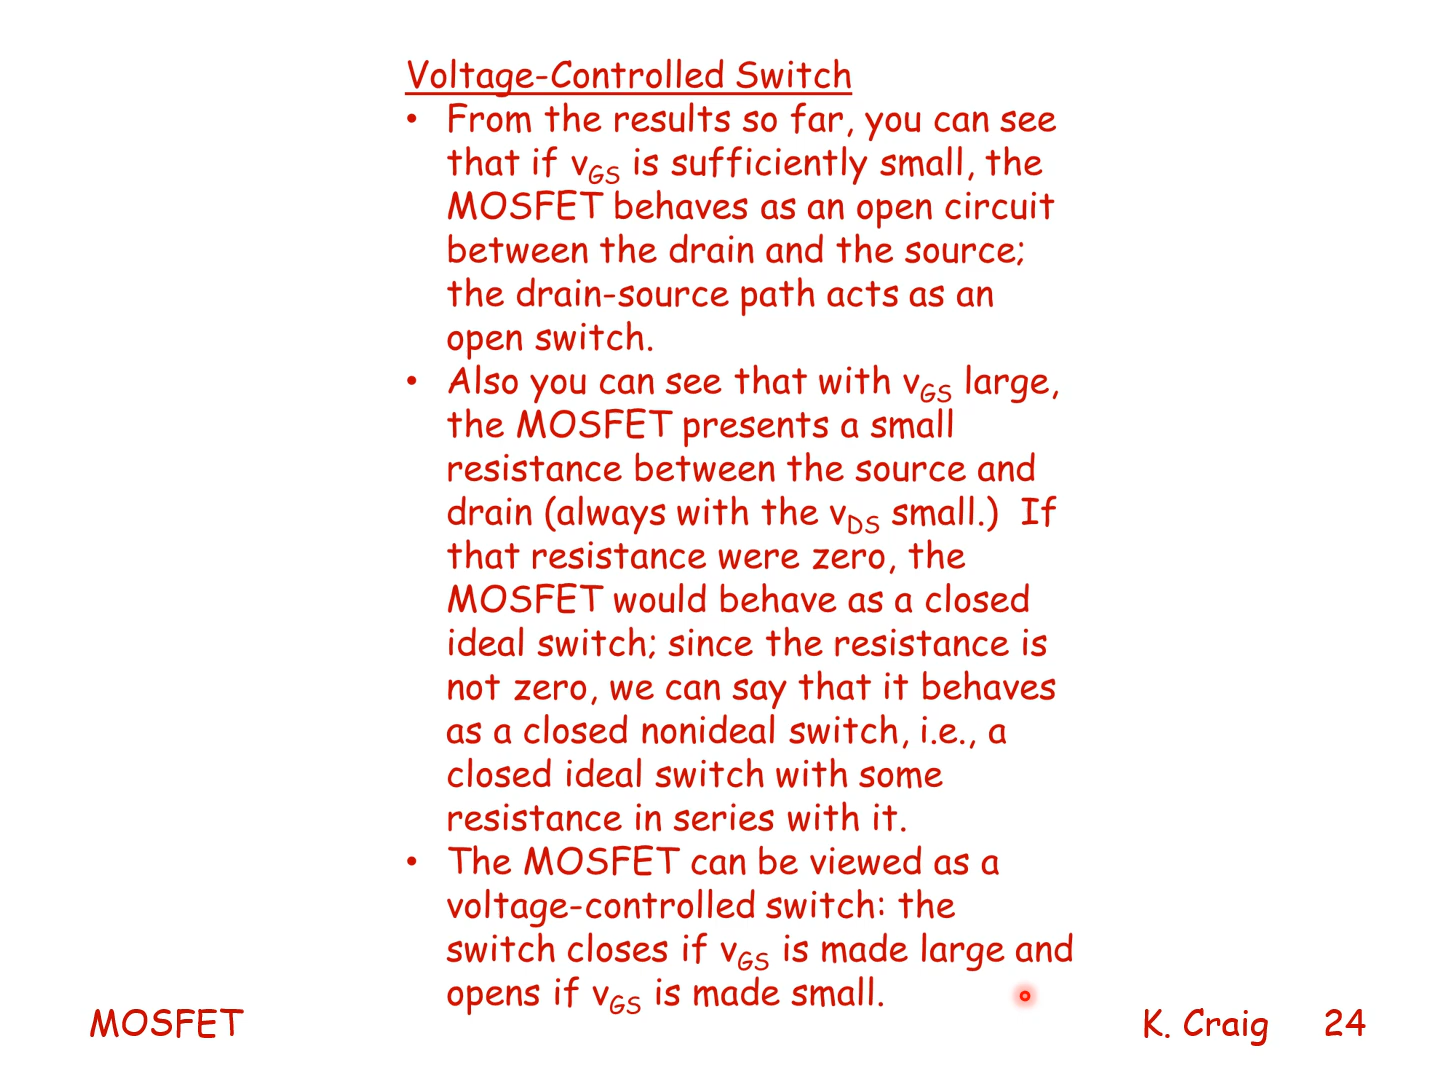 Voltage-Controlled Switch
• From the results so far, you can see
that if vGS is sufficiently small, the
MOSFET behaves as an open circuit
between the drain and the source;
the drain-source path acts as an
open switch.
• Also you can see that with vGS large,
the MOSFET presents a small
resistance between the source and
drain (always with the vDS small.)  If
that resistance were zero, the
MOSFET would behave as a closed
ideal switch; since the resistance is
not zero, we can say that it behaves
as a closed nonideal switch, i.e., a
closed ideal switch with some
resistance in series with it.
• The MOSFET can be viewed as a
voltage-controlled switch: the
switch closes if vGS is made large and
opens if vGS is made small.
MOSFET
K. Craig
24